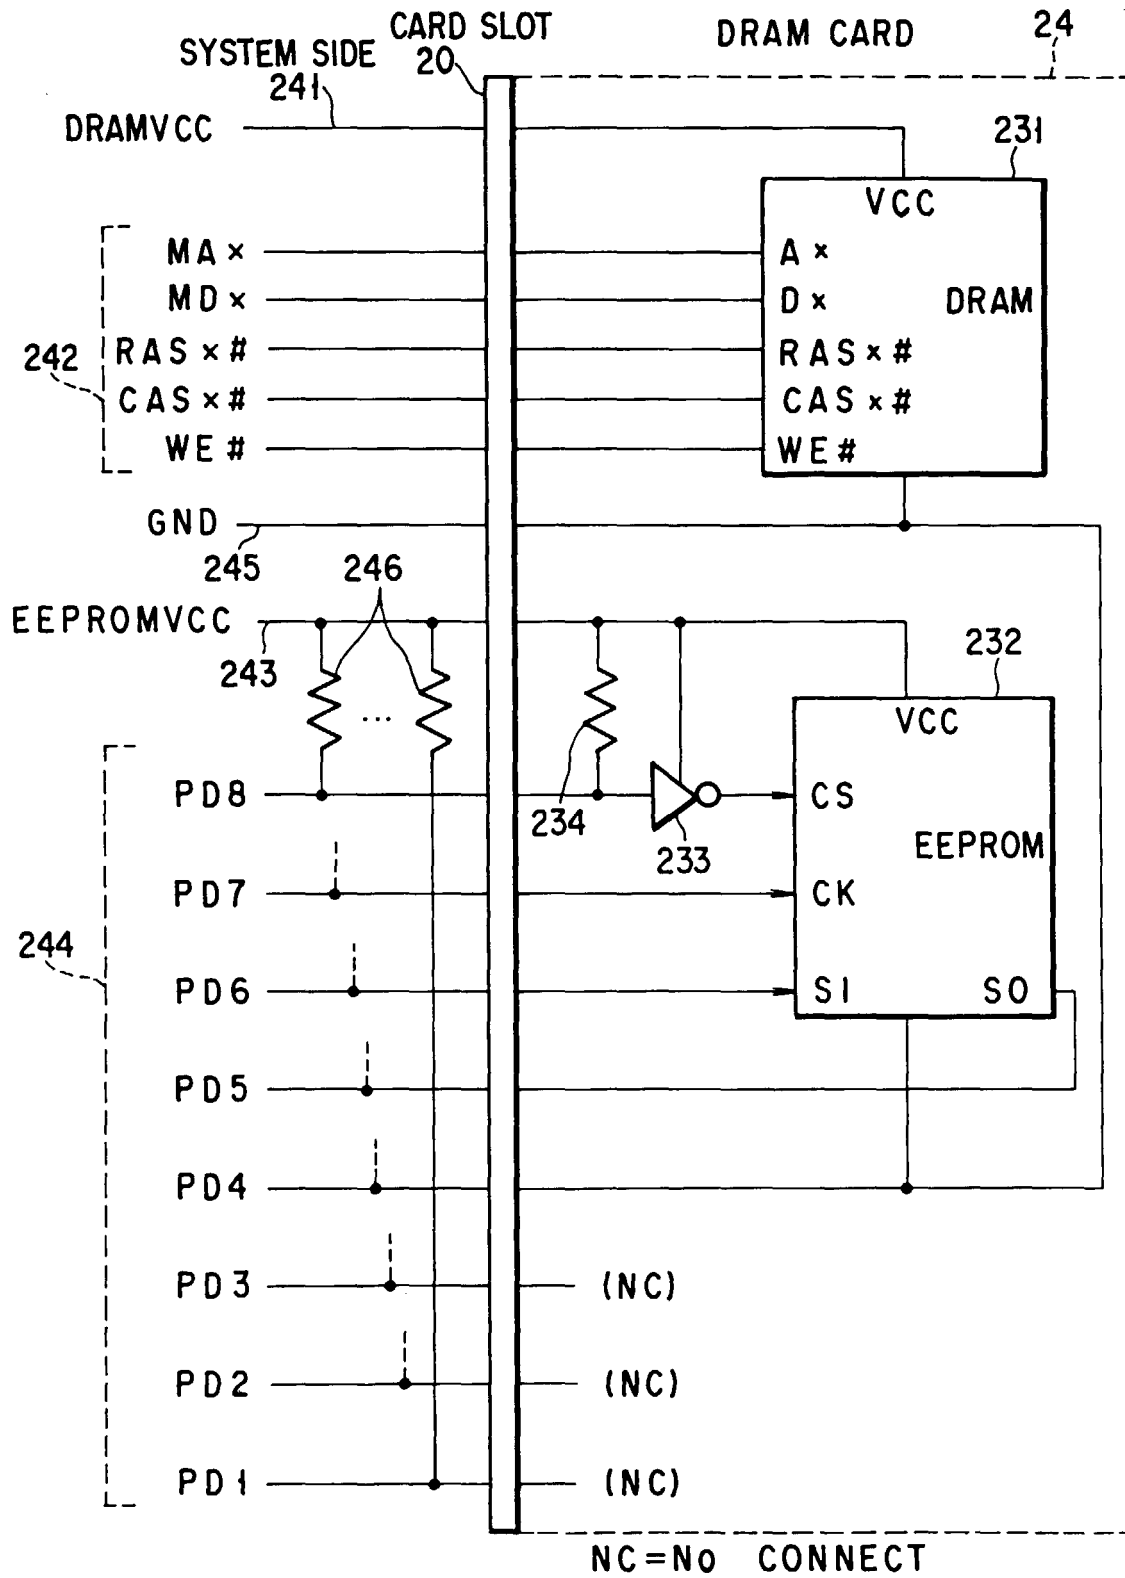 CARD SLOT
20
DRAM CARD
24
SYSTEM SIDE
241
DRAMVCC
231
VCC
MA×
A×
MD×
D×
DRAM
242
RAS×#
RAS×#
CAS×#
CAS×#
WE#
WE#
GND
245
246
EEPROMVCC
243
232
VCC
...
PD8
234
233
CS
EEPROM
PD7
CK
244
PD6
SI
SO
PD5
PD4
PD3
(NC)
PD2
(NC)
PD1
(NC)
NC=No CONNECT